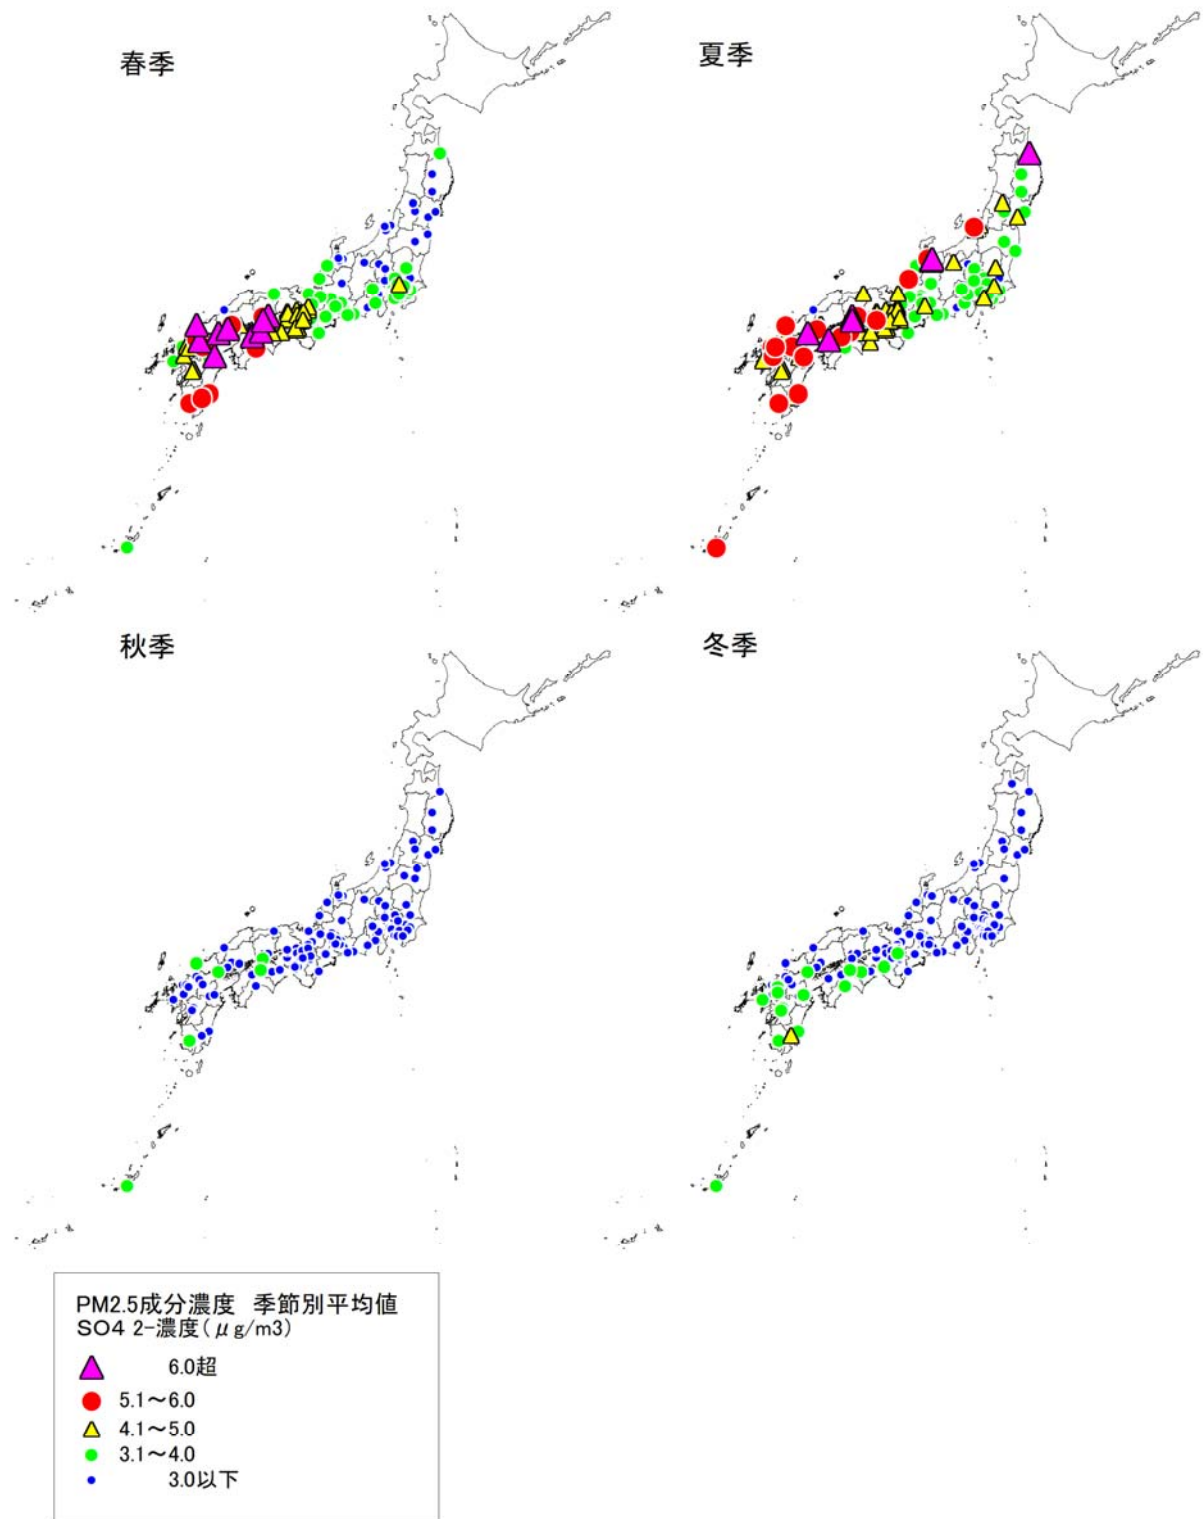 春季
夏季
秋季
冬季
PM2.5成分濃度　季節別平均値
SO4 2-濃度(μg/m3)
6.0超
5.1～6.0
4.1～5.0
3.1～4.0
3.0以下